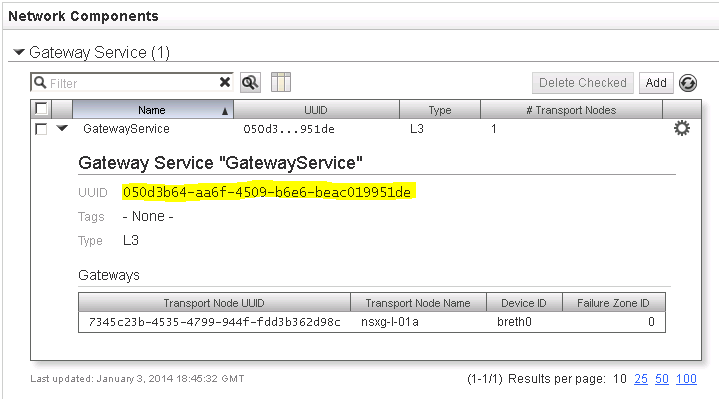 Network Components
Gateway Service (1)
Filter Delete Checked Add
Name UUID Type # Transport Nodes
GatewayService 050d3...951de L3 1
Gateway Service "GatewayService"
UUID 050d3b64-aa6f-4509-b6e6-beac019951de
Tags - None -
Type L3
Gateways
Transport Node UUID Transport Node Name Device ID Failure Zone ID
7345c23b-4535-4799-944f-fdd3b362d98c nsxg-l-01a breth0 0
Last updated: January 3, 2014 18:45:32 GMT (1-1/1) Results per page: 10 25 50 100